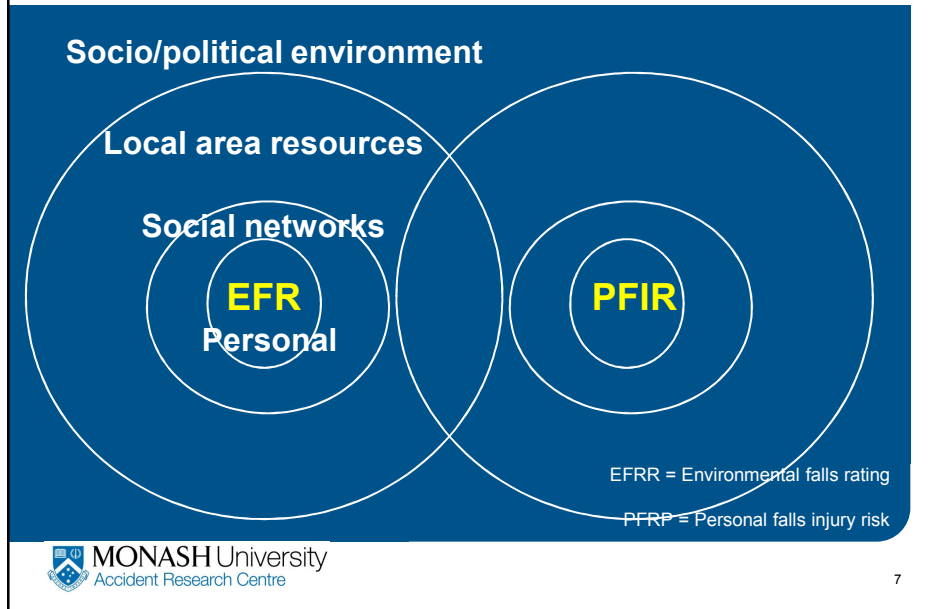 Socio/political environment
Local area resources
Social networks
EFR
PFIR
Personal
EFRR = Environmental falls rating
PFRP = Personal falls injury risk
MONASH University
Accident Research Centre
7